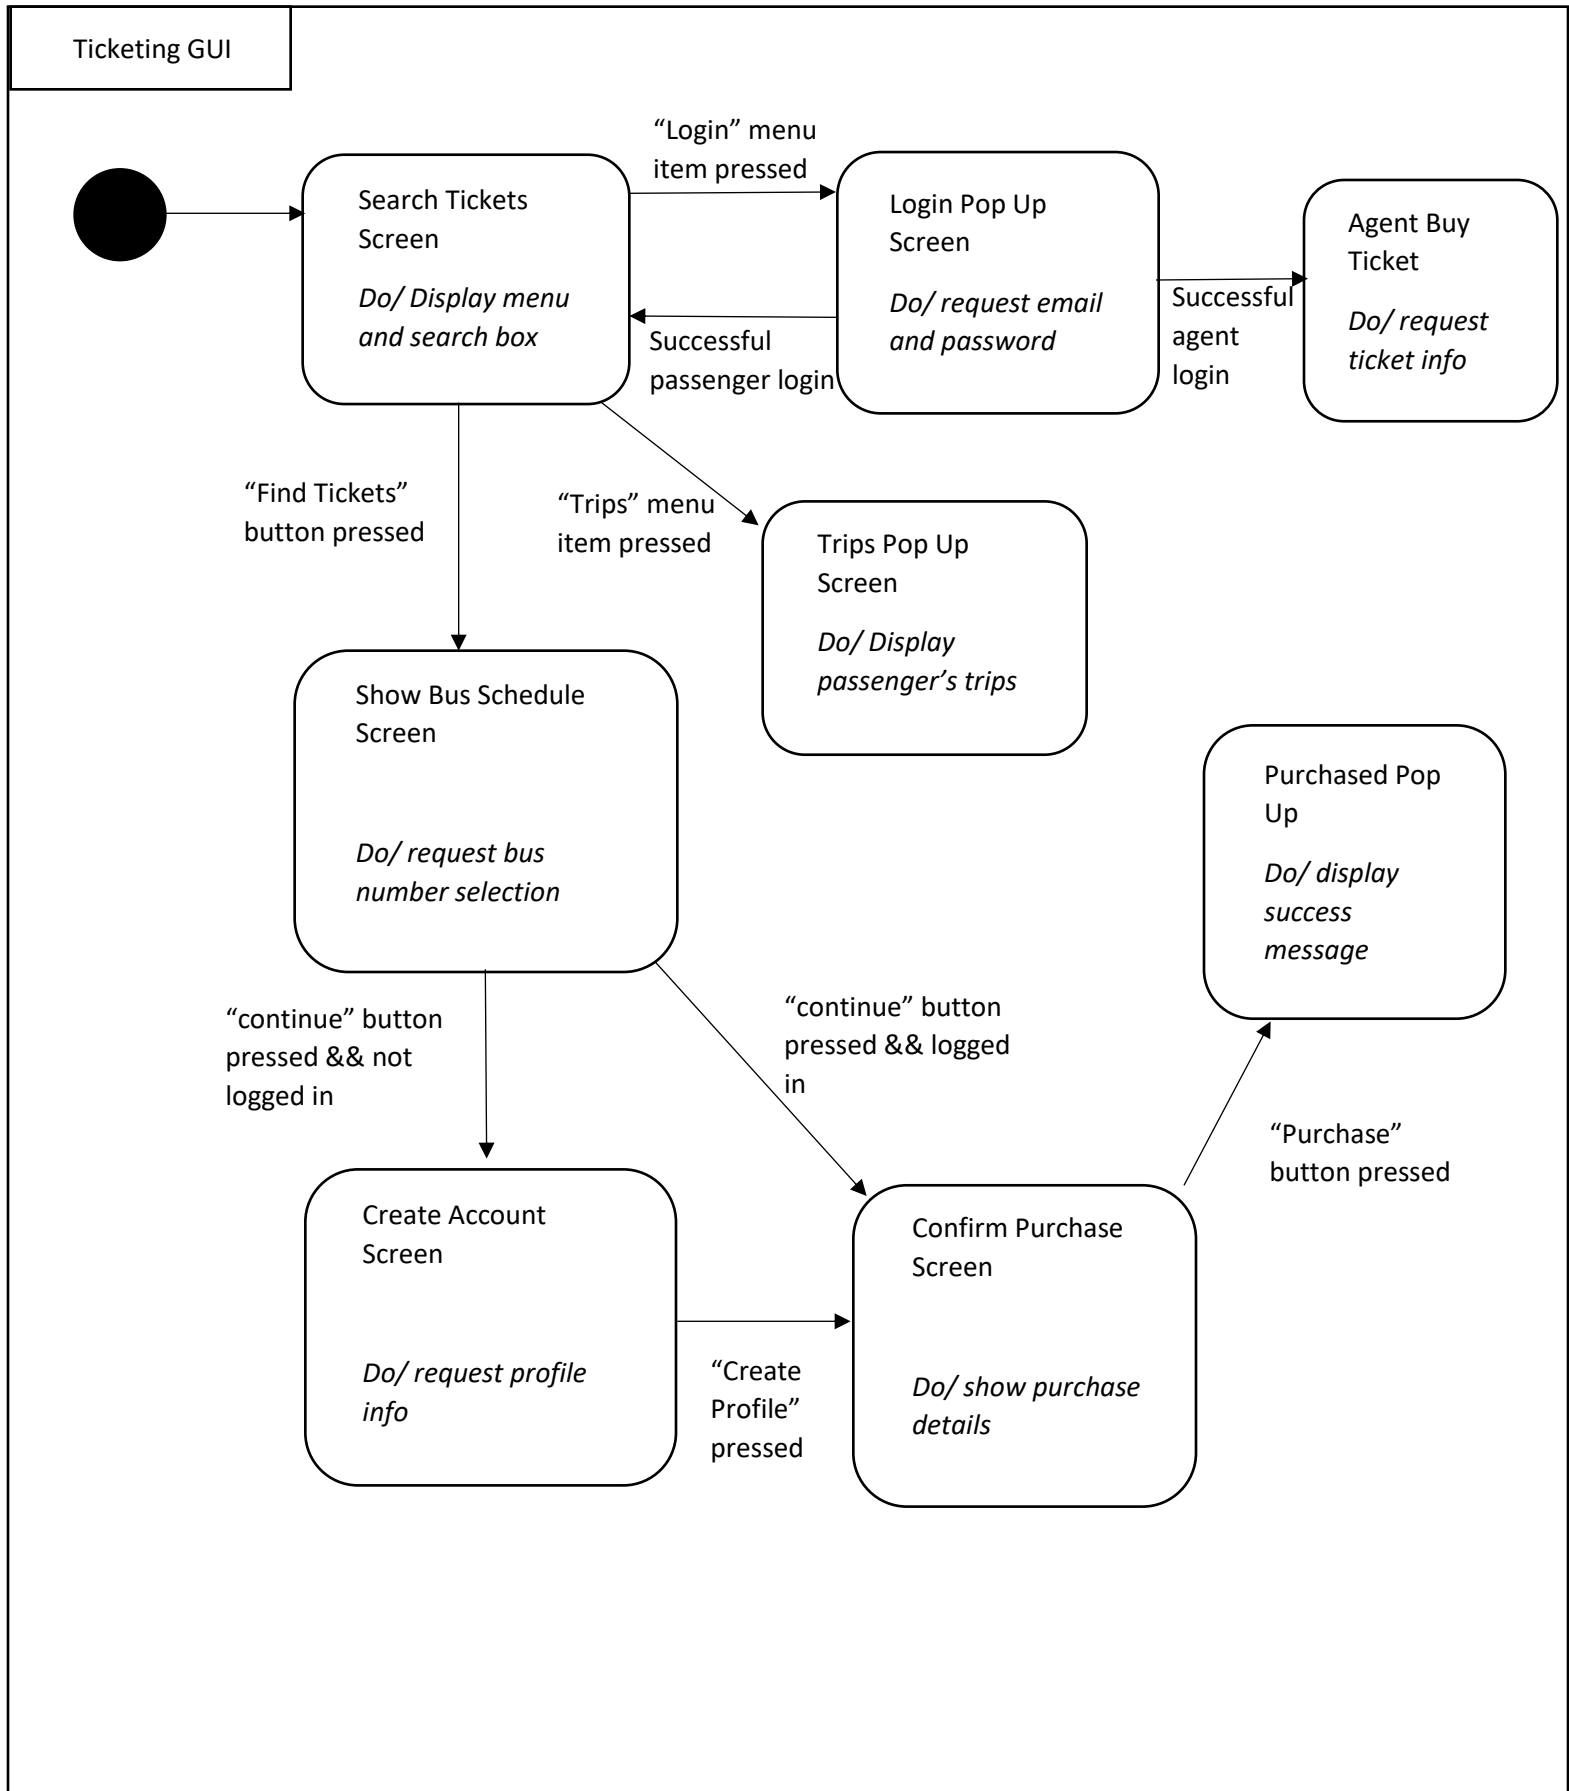 Ticketing GUI
“Login” menu
item pressed
Search Tickets
Screen
Do/ Display menu
and search box
Login Pop Up
Screen
Do/ request email
and password
Agent Buy
Ticket
Do/ request
ticket info
Successful
passenger login
Successful
agent
login
“Find Tickets”
button pressed
“Trips” menu
item pressed
Trips Pop Up
Screen
Do/ Display
passenger’s trips
Show Bus Schedule
Screen
Do/ request bus
number selection
Purchased Pop
Up
Do/ display
success
message
“continue” button
pressed && not
logged in
“continue” button
pressed && logged
in
“Purchase”
button pressed
Create Account
Screen
Do/ request profile
info
“Create
Profile”
pressed
Confirm Purchase
Screen
Do/ show purchase
details